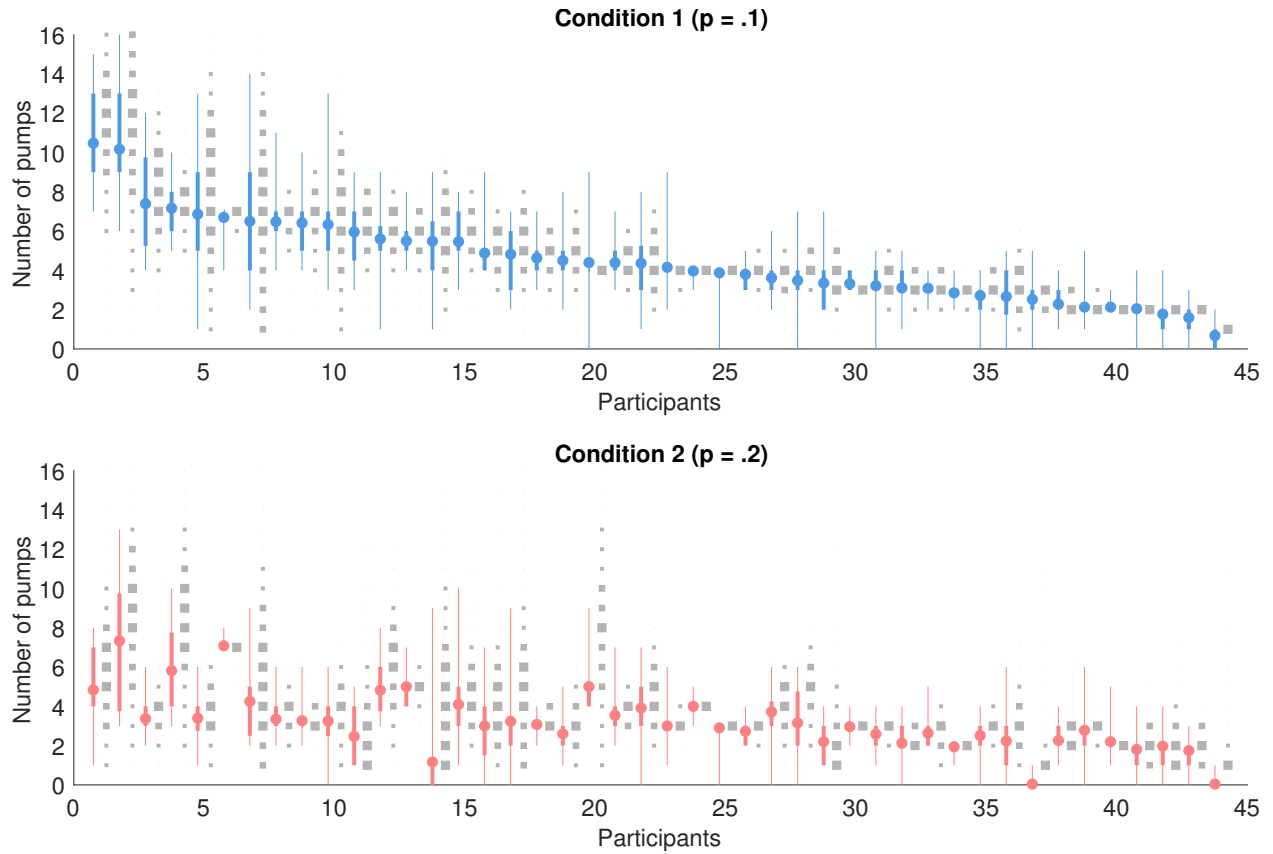 Condition 1 (p = .1)
Number of pumps
16
14
12
10
8
6
4
2
0
0 5 10 15 20 25 30 35 40 45
Participants
Condition 2 (p = .2)
Number of pumps
16
14
12
10
8
6
4
2
0
0 5 10 15 20 25 30 35 40 45
Participants